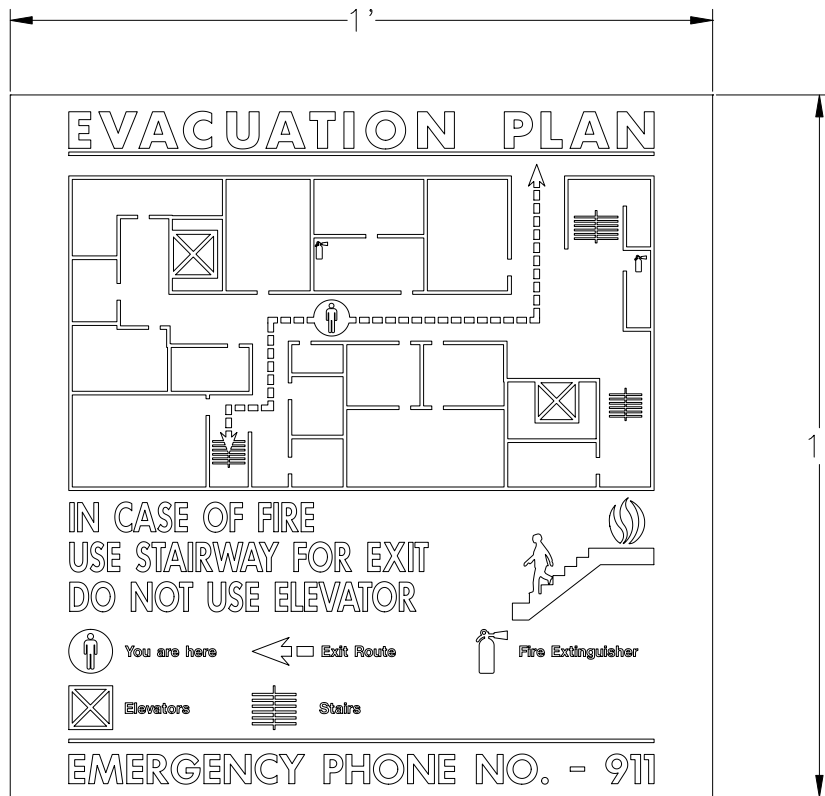 1'
EVACUATION PLAN
1
IN CASE OF FIRE
USE STAIRWAY FOR EXIT
DO NOT USE ELEVATOR
You are here
Exit Route
Fire Extinguisher
Elevators
Stairs
EMERGENCY PHONE NO. - 911